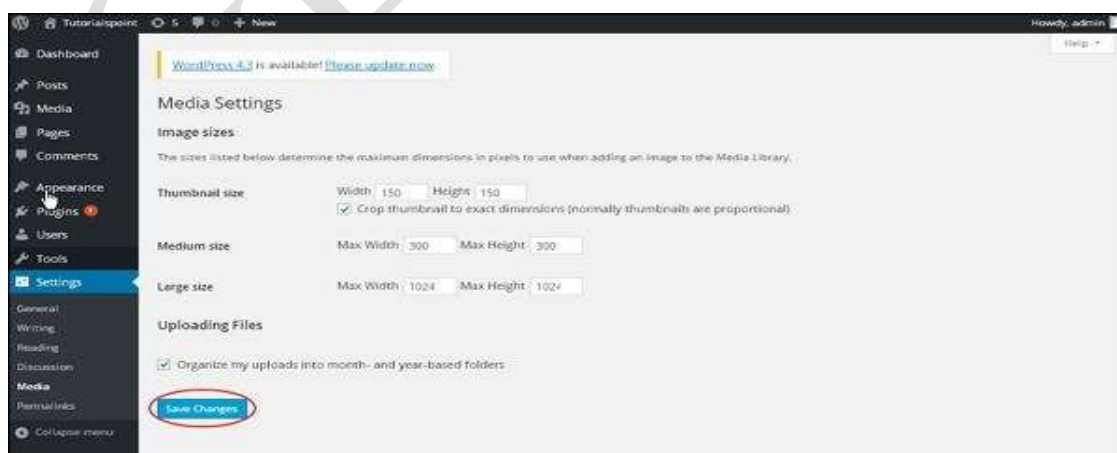 Tutorialspoint 5 0 + New Howdy, admin
Help
Dashboard
Posts
Media
Pages
Comments
Appearance
Plugins
Users
Tools
Settings
General
Writing
Reading
Discussion
Media
Permalinks
Collapse menu
WordPress 4.3 is available! Please update now.
Media Settings
Image sizes
The sizes listed below determine the maximum dimensions in pixels to use when adding an image to the Media Library.
Thumbnail size Width 150 Height 150
Crop thumbnail to exact dimensions (normally thumbnails are proportional)
Medium size Max Width 300 Max Height 300
Large size Max Width 1024 Max Height 1024
Uploading Files
Organize my uploads into month- and year-based folders
Save Changes